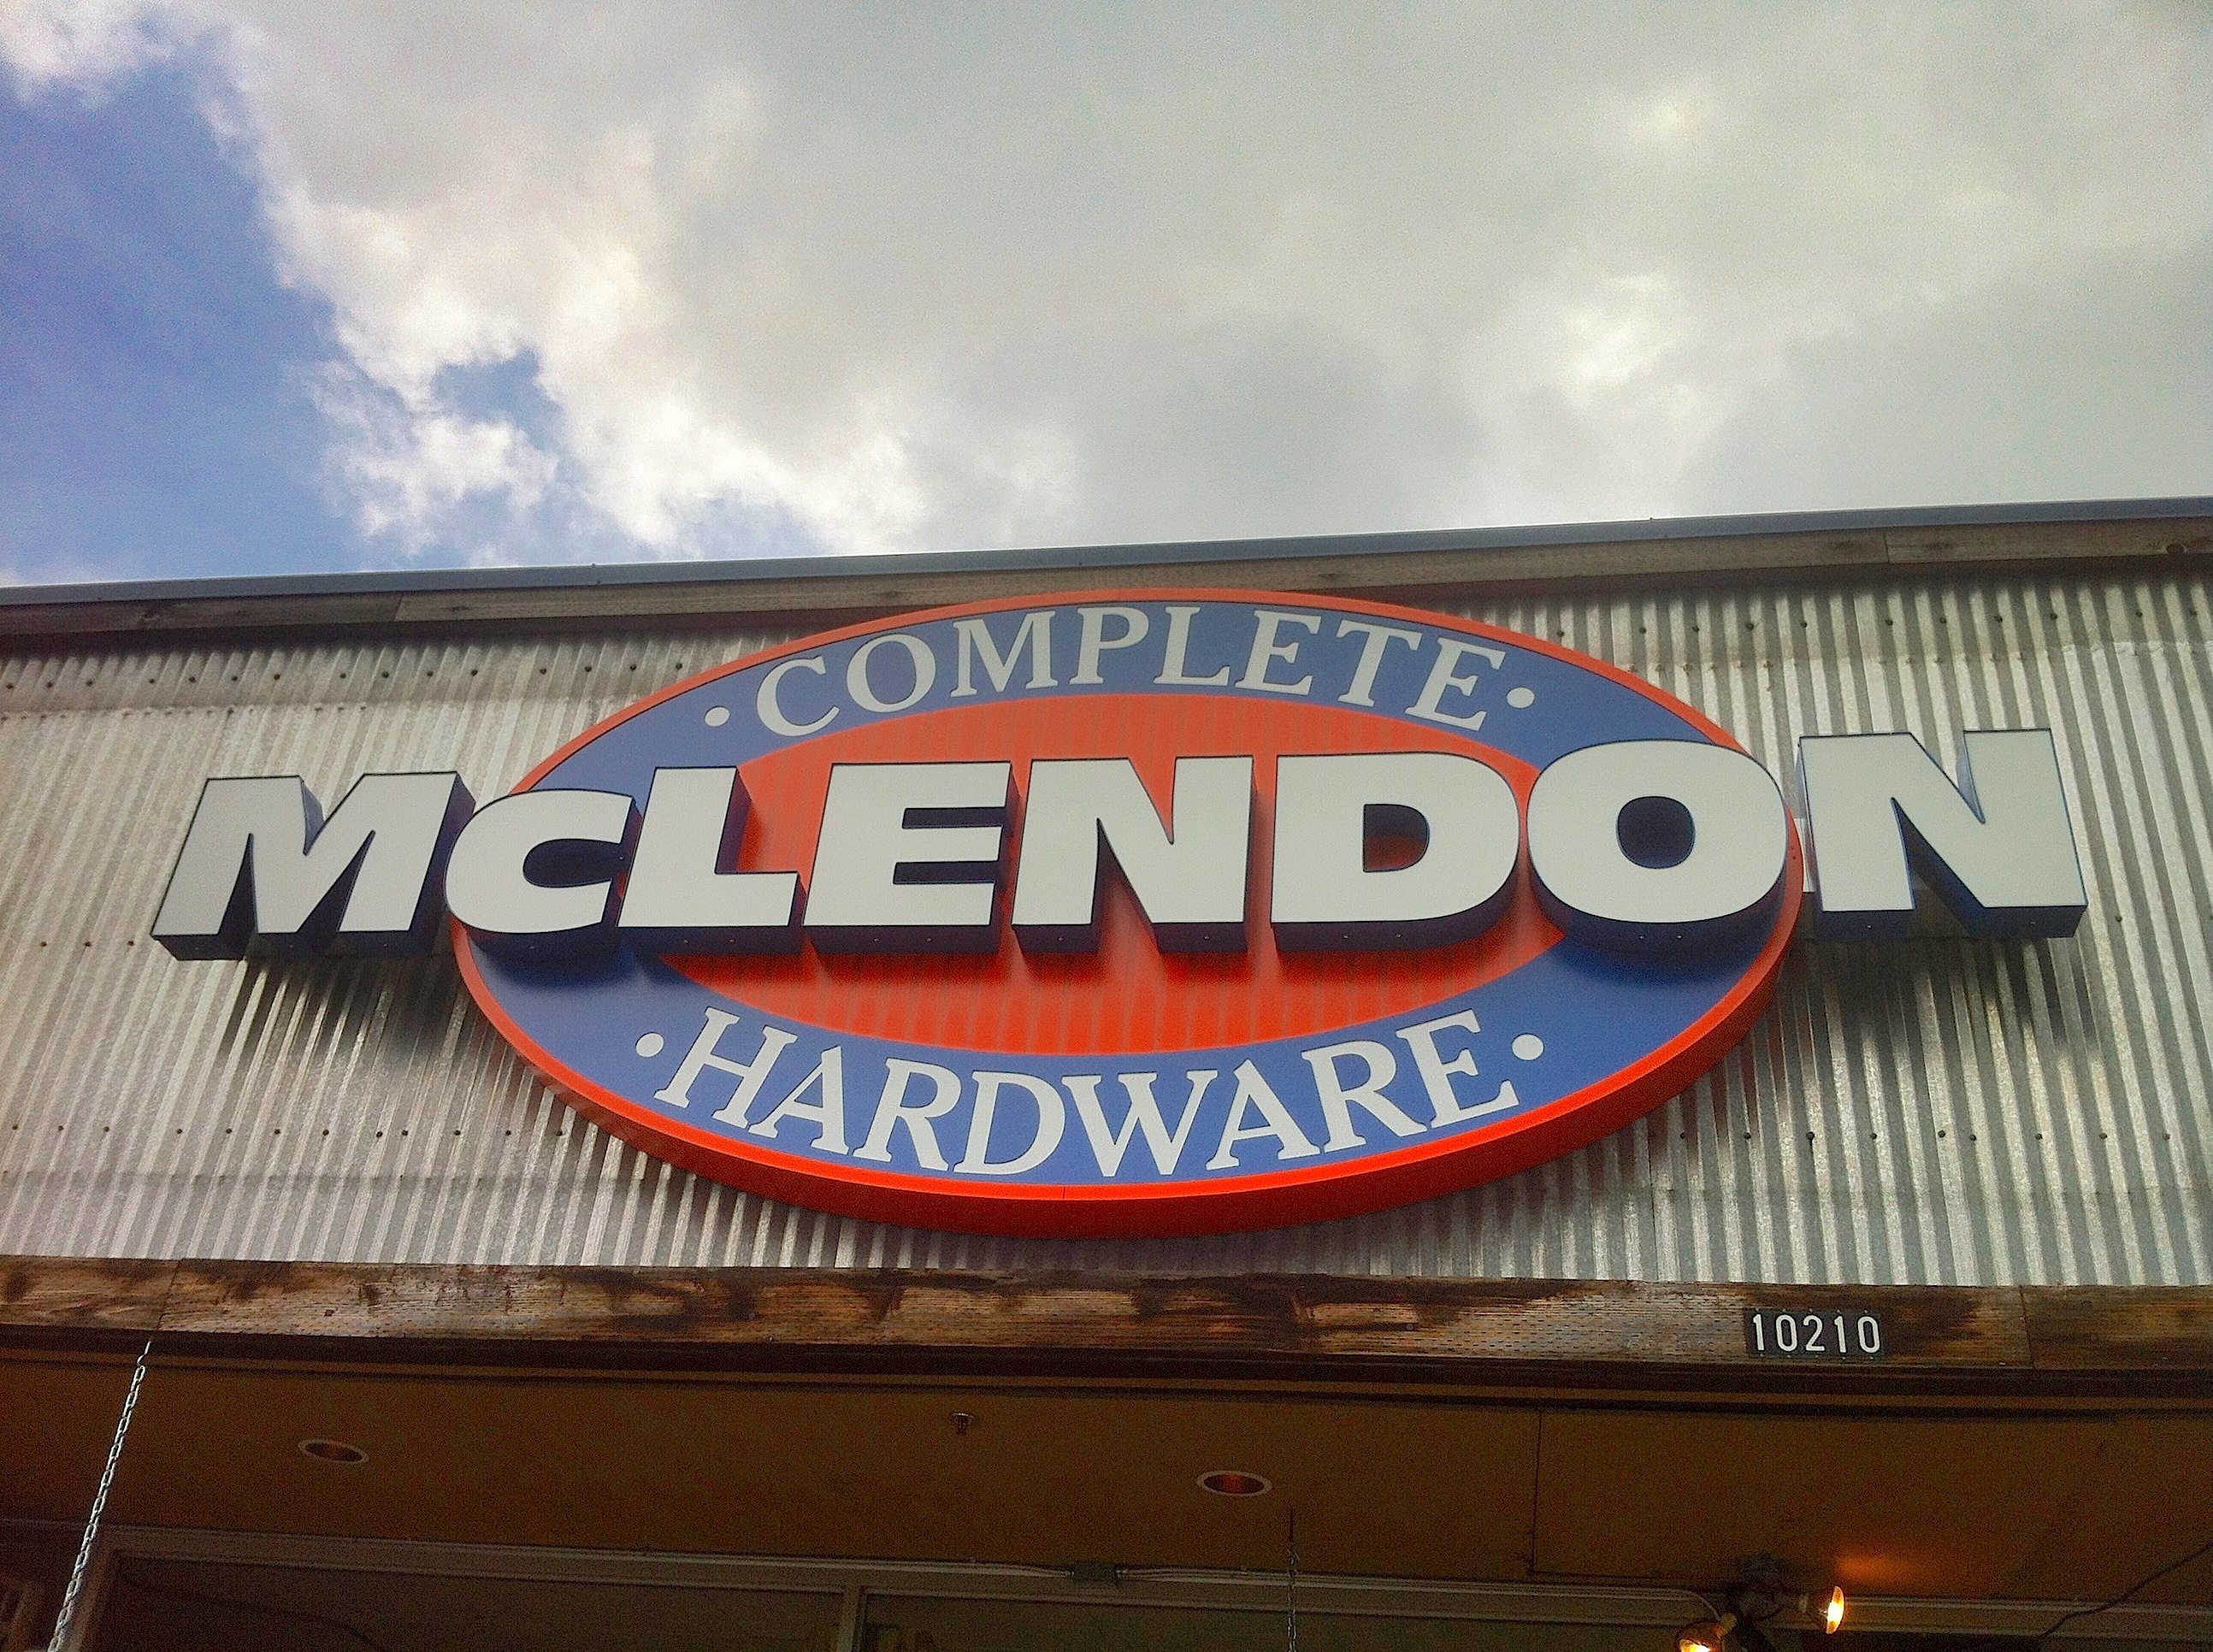 • COMPLETE •
McLENDON
• HARDWARE •
10210